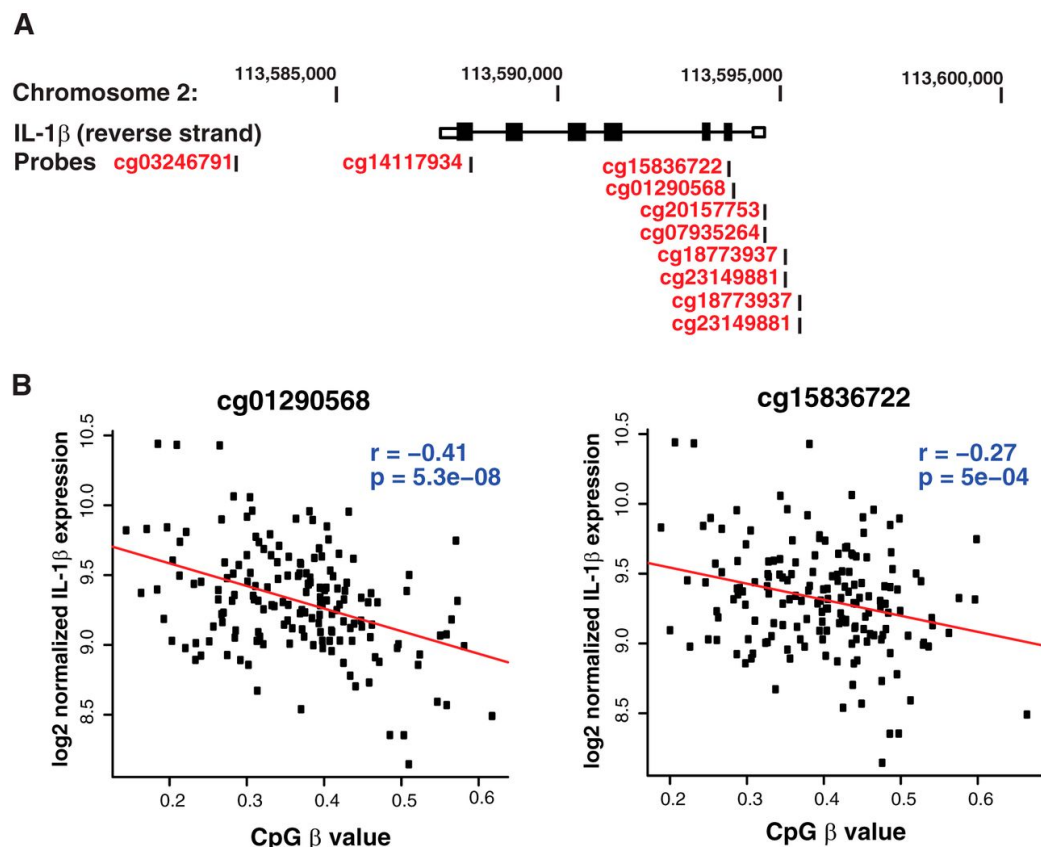 A
113,585,000 113,590,000 113,595,000 113,600,000
Chromosome 2:
IL-1β (reverse strand)
Probes cg03246791 cg14117934 cg15836722
cg01290568
cg20157753
cg07935264
cg18773937
cg23149881
cg18773937
cg23149881
B
cg01290568
r = −0.41
p = 5.3e−08
log2 normalized IL-1β expression
10.5
10.0
9.5
9.0
8.5
0.2 0.3 0.4 0.5 0.6
CpG β value
cg15836722
r = −0.27
p = 5e−04
log2 normalized IL-1β expression
10.5
10.0
9.5
9.0
8.5
0.2 0.3 0.4 0.5 0.6
CpG β value